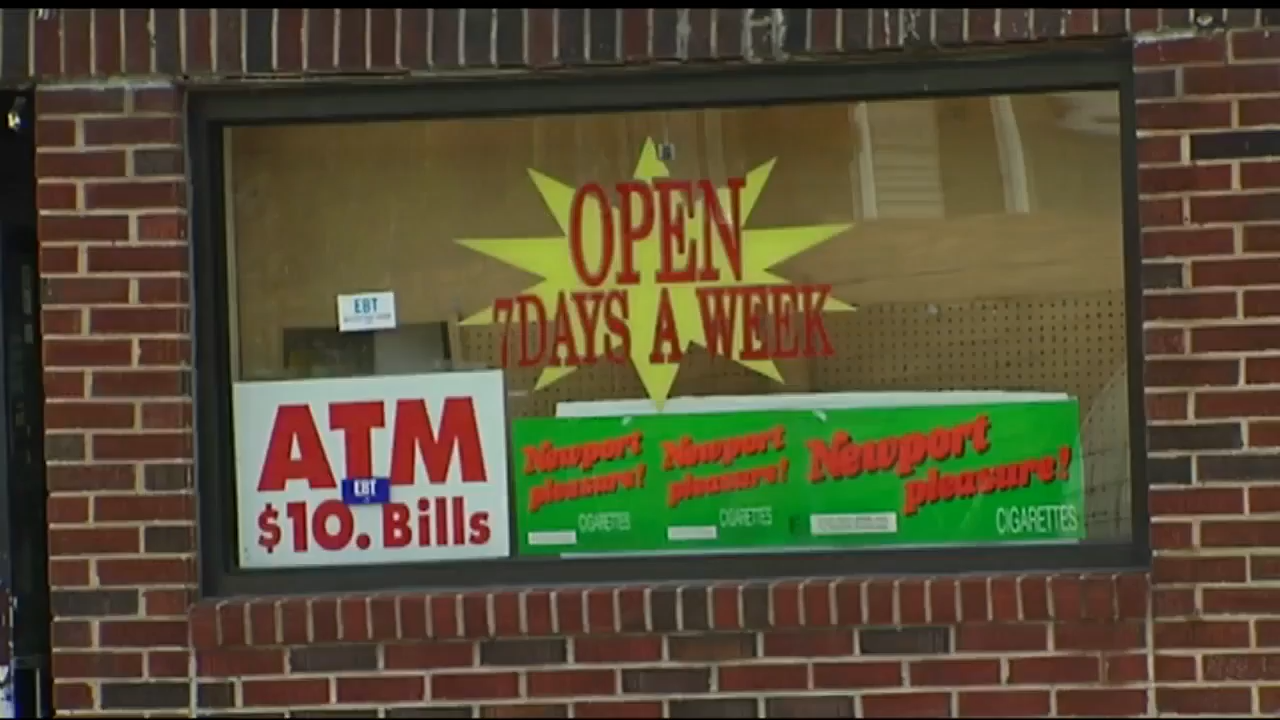 OPEN
7DAYS A WEEK
EBT
ATM
EBT
$10. Bills
Newport
pleasure!
CIGARETTES
Newport
pleasure!
CIGARETTES
Newport
pleasure!
CIGARETTES